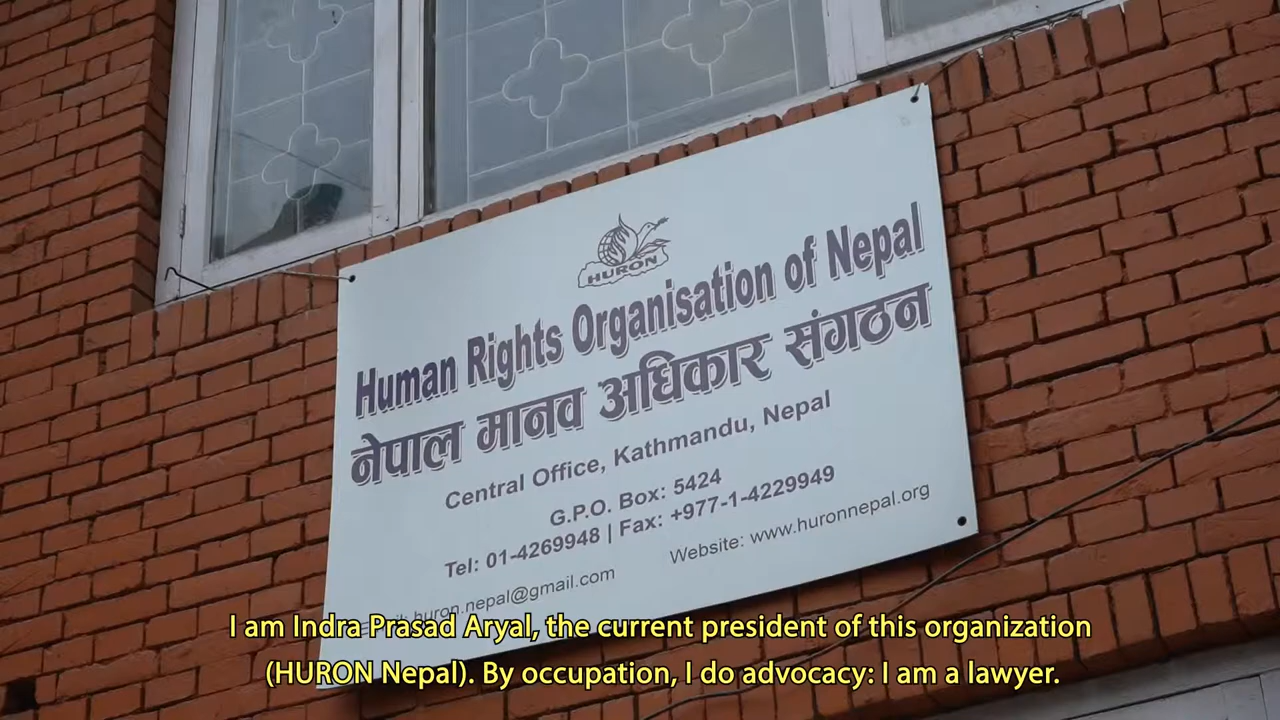 HURON
Human Rights Organisation of Nepal
नेपाल मानव अधिकार संगठन
Central Office, Kathmandu, Nepal
G.P.O. Box: 5424
Tel: 01-4269948 | Fax: +977-1-4229949
huron.nepal@gmail.com
Website: www.huronnepal.org
I am Indra Prasad Aryal, the current president of this organization
(HURON Nepal). By occupation, I do advocacy: I am a lawyer.